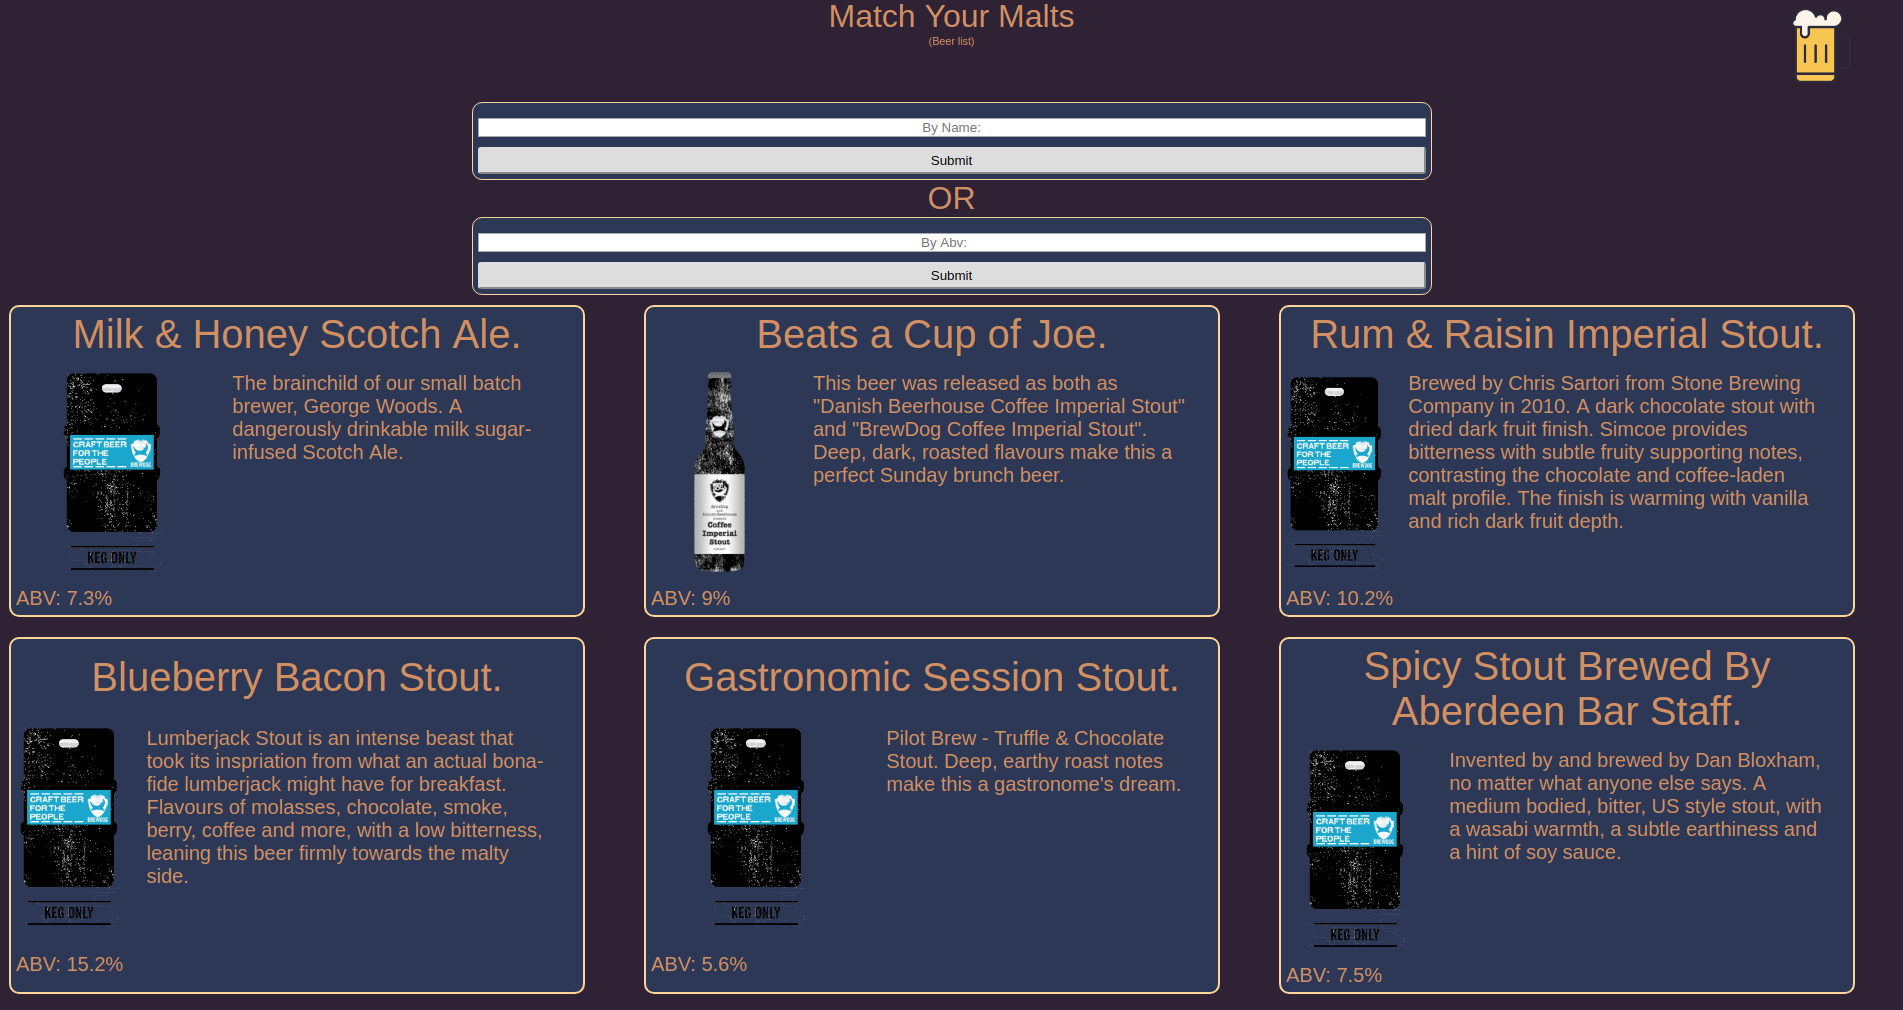 Match Your Malts
(Beer list)
By Name:
Submit
OR
By Abv:
Submit
Milk & Honey Scotch Ale.
CRAFT BEER
FOR THE
PEOPLE
BREWDOG
KEG ONLY
The brainchild of our small batch
brewer, George Woods. A
dangerously drinkable milk sugar-
infused Scotch Ale.
ABV: 7.3%
Beats a Cup of Joe.
Coffee
Imperial
Stout
This beer was released as both as
"Danish Beerhouse Coffee Imperial Stout"
and "BrewDog Coffee Imperial Stout".
Deep, dark, roasted flavours make this a
perfect Sunday brunch beer.
ABV: 9%
Rum & Raisin Imperial Stout.
CRAFT BEER
FOR THE
PEOPLE
BREWDOG
KEG ONLY
Brewed by Chris Sartori from Stone Brewing
Company in 2010. A dark chocolate stout with
dried dark fruit finish. Simcoe provides
bitterness with subtle fruity supporting notes,
contrasting the chocolate and coffee-laden
malt profile. The finish is warming with vanilla
and rich dark fruit depth.
ABV: 10.2%
Blueberry Bacon Stout.
CRAFT BEER
FOR THE
PEOPLE
BREWDOG
KEG ONLY
Lumberjack Stout is an intense beast that
took its inspriation from what an actual bona-
fide lumberjack might have for breakfast.
Flavours of molasses, chocolate, smoke,
berry, coffee and more, with a low bitterness,
leaning this beer firmly towards the malty
side.
ABV: 15.2%
Gastronomic Session Stout.
CRAFT BEER
FOR THE
PEOPLE
BREWDOG
KEG ONLY
Pilot Brew - Truffle & Chocolate
Stout. Deep, earthy roast notes
make this a gastronome's dream.
ABV: 5.6%
Spicy Stout Brewed By
Aberdeen Bar Staff.
CRAFT BEER
FOR THE
PEOPLE
BREWDOG
KEG ONLY
Invented by and brewed by Dan Bloxham,
no matter what anyone else says. A
medium bodied, bitter, US style stout, with
a wasabi warmth, a subtle earthiness and
a hint of soy sauce.
ABV: 7.5%